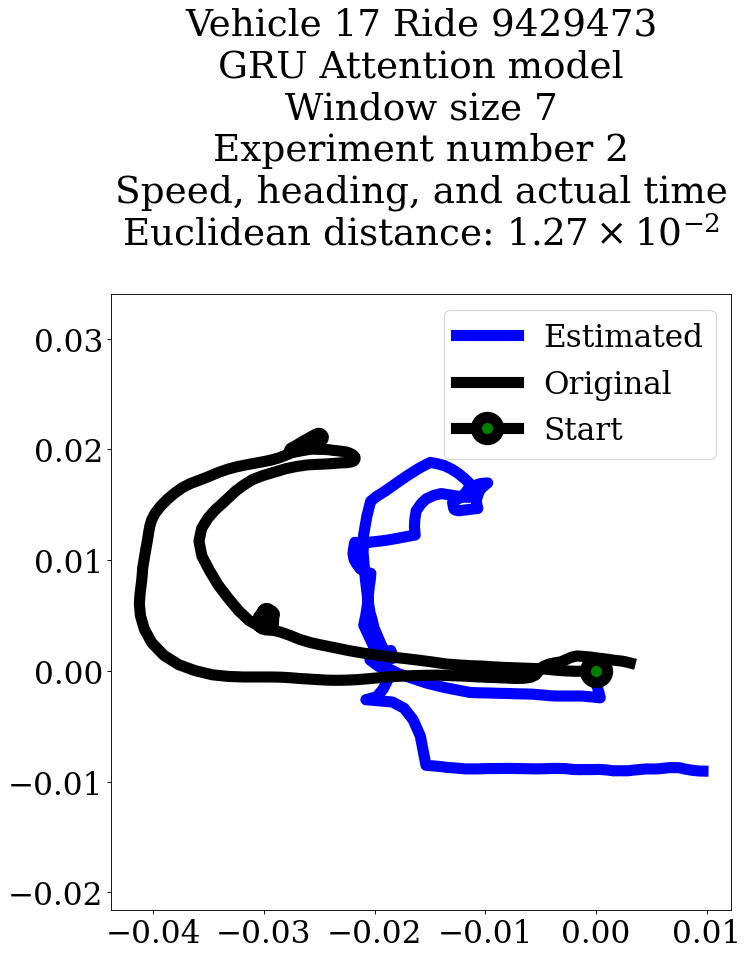 Vehicle 17 Ride 9429473
GRU Attention model
Window size 7
Experiment number 2
Speed, heading, and actual time
Euclidean distance: 1.27 × 10⁻²
Estimated
Original
Start
0.03
0.02
0.01
0.00
−0.01
−0.02
−0.04 −0.03 −0.02 −0.01 0.00 0.01